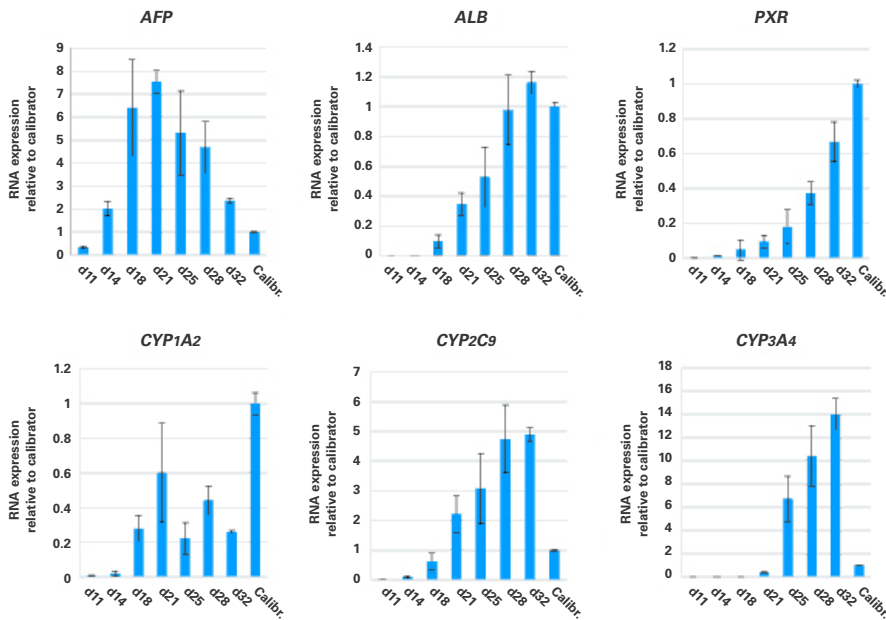 AFP
RNA expression
relative to calibrator
9
8
7
6
5
4
3
2
1
0
d11
d14
d18
d21
d25
d28
d32
Calibr.
ALB
RNA expression
relative to calibrator
1.4
1.2
1
0.8
0.6
0.4
0.2
0
d11
d14
d18
d21
d25
d28
d32
Calibr.
PXR
RNA expression
relative to calibrator
1.2
1
0.8
0.6
0.4
0.2
0
d11
d14
d18
d21
d25
d28
d32
Calibr.
CYP1A2
RNA expression
relative to calibrator
1.2
1
0.8
0.6
0.4
0.2
0
d11
d14
d18
d21
d25
d28
d32
Calibr.
CYP2C9
RNA expression
relative to calibrator
7
6
5
4
3
2
1
0
d11
d14
d18
d21
d25
d28
d32
Calibr.
CYP3A4
RNA expression
relative to calibrator
18
16
14
12
10
8
6
4
2
0
d11
d14
d18
d21
d25
d28
d32
Calibr.